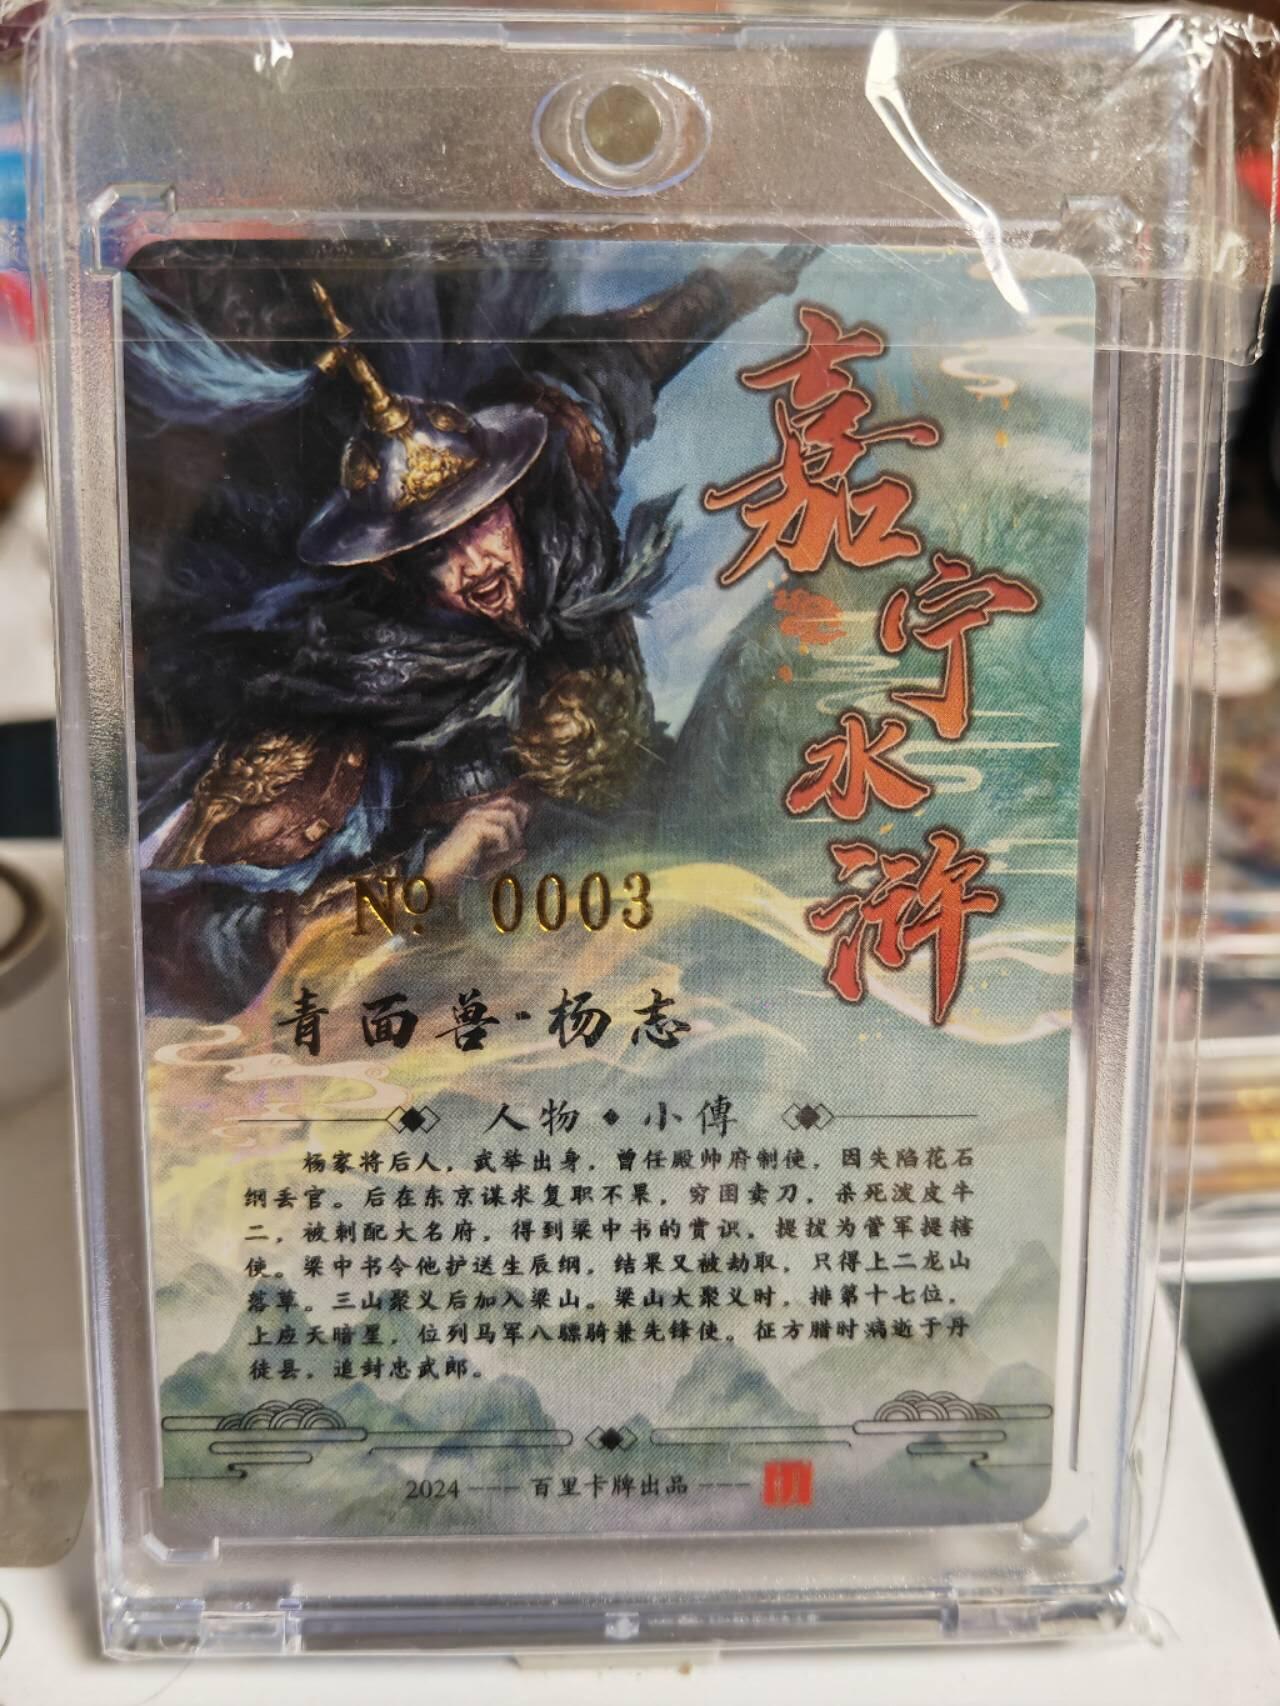 嘉宁水浒
No. 0003
青面兽·杨志
人物◆小傳
杨家将后人，武举出身，曾任殿帅府制使，因失陷花石
纲丢官。后在东京谋求复职不果，穷困卖刀，杀死泼皮牛
二，被刺配大名府，得到梁中书的赏识，提拔为管军提辖
使。梁中书令他护送生辰纲，结果又被劫取，只得上二龙山
落草。三山聚义后加入梁山。梁山大聚义时，排第十七位，
上应天暗星，位列马军八骠骑兼先锋使。征方腊时病逝于丹
徒县，追封忠武郎。
2024 --- 百里卡牌出品 ---